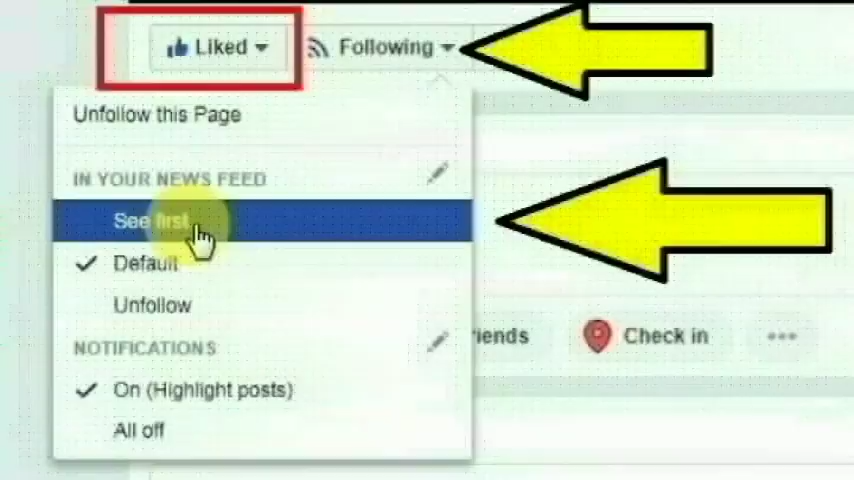 Liked Following
Unfollow this Page
IN YOUR NEWS FEED
See first
Default
Unfollow
riends Check in
NOTIFICATIONS
On (Highlight posts)
All off